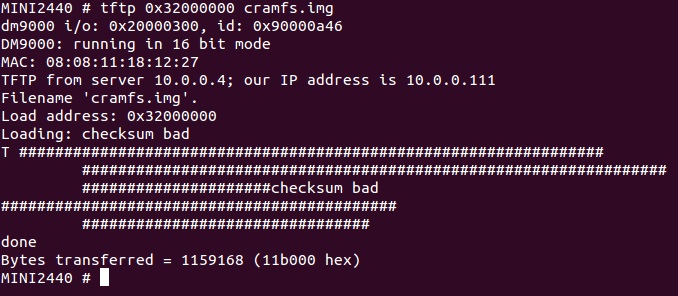 MINI2440 # tftp 0x32000000 cramfs.img
dm9000 i/o: 0x20000300, id: 0x90000a46
DM9000: running in 16 bit mode
MAC: 08:08:11:18:12:27
TFTP from server 10.0.0.4; our IP address is 10.0.0.111
Filename 'cramfs.img'.
Load address: 0x32000000
Loading: checksum bad
T #################################################################
#################################################################
#####################checksum bad
############################################
################################
done
Bytes transferred = 1159168 (11b000 hex)
MINI2440 #